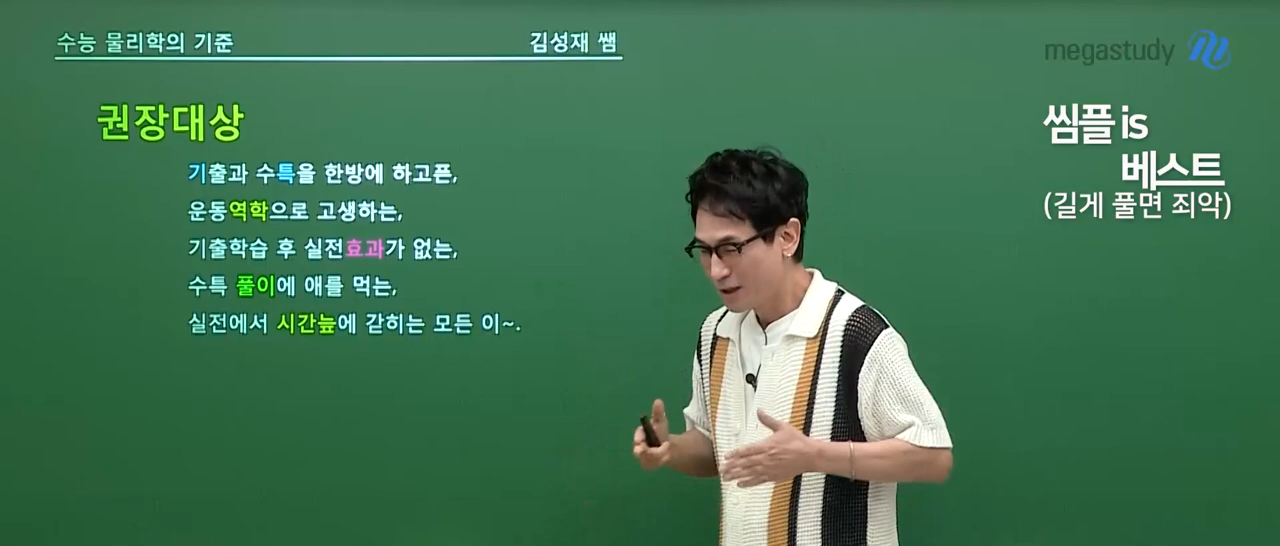 수능 물리학의 기준
김성재 쌤
megastudy
권장대상
기출과 수특을 한방에 하고픈,
운동역학으로 고생하는,
기출학습 후 실전효과가 없는,
수특 풀이에 애를 먹는,
실전에서 시간늪에 갇히는 모든 이~.
씸플 is
베스트
(길게 풀면 죄악)